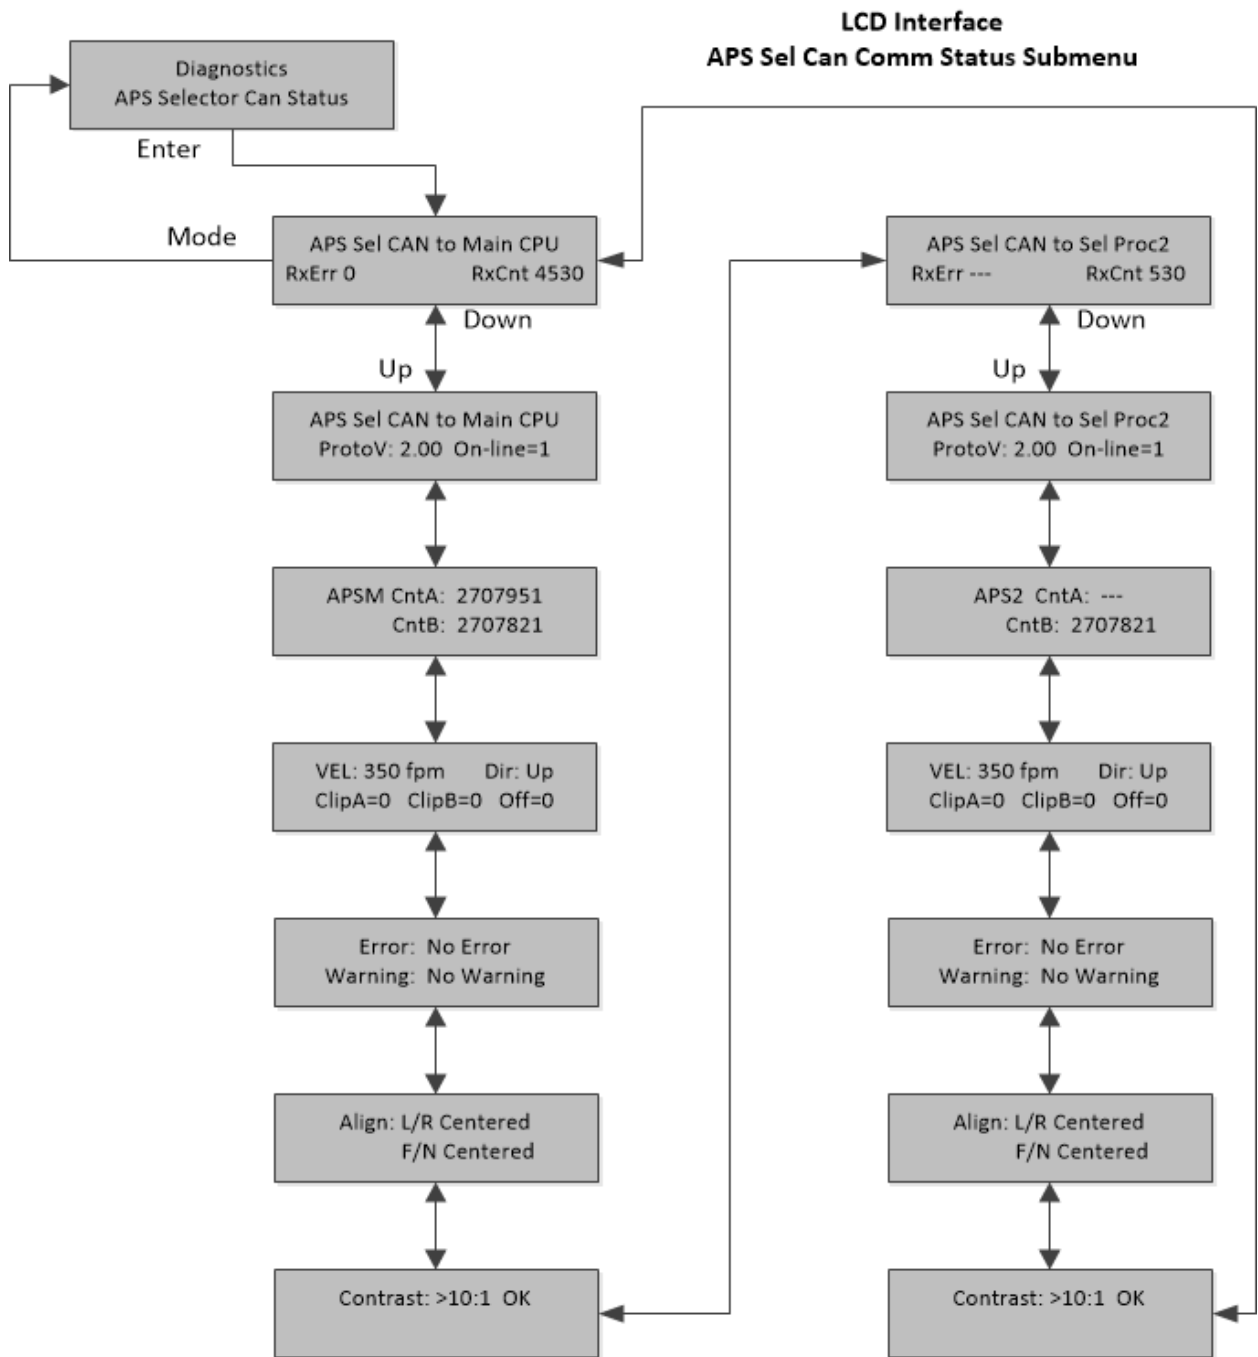 LCD Interface
APS Sel Can Comm Status Submenu
Diagnostics
APS Selector Can Status
Enter
Mode
APS Sel CAN to Main CPU
RxErr 0 RxCnt 4530
Down
Up
APS Sel CAN to Main CPU
ProtoV: 2.00 On-line=1
APSM CntA: 2707951
CntB: 2707821
VEL: 350 fpm Dir: Up
ClipA=0 ClipB=0 Off=0
Error: No Error
Warning: No Warning
Align: L/R Centered
F/N Centered
Contrast: >10:1 OK
APS Sel CAN to Sel Proc2
RxErr --- RxCnt 530
Down
Up
APS Sel CAN to Sel Proc2
ProtoV: 2.00 On-line=1
APS2 CntA: ---
CntB: 2707821
VEL: 350 fpm Dir: Up
ClipA=0 ClipB=0 Off=0
Error: No Error
Warning: No Warning
Align: L/R Centered
F/N Centered
Contrast: >10:1 OK